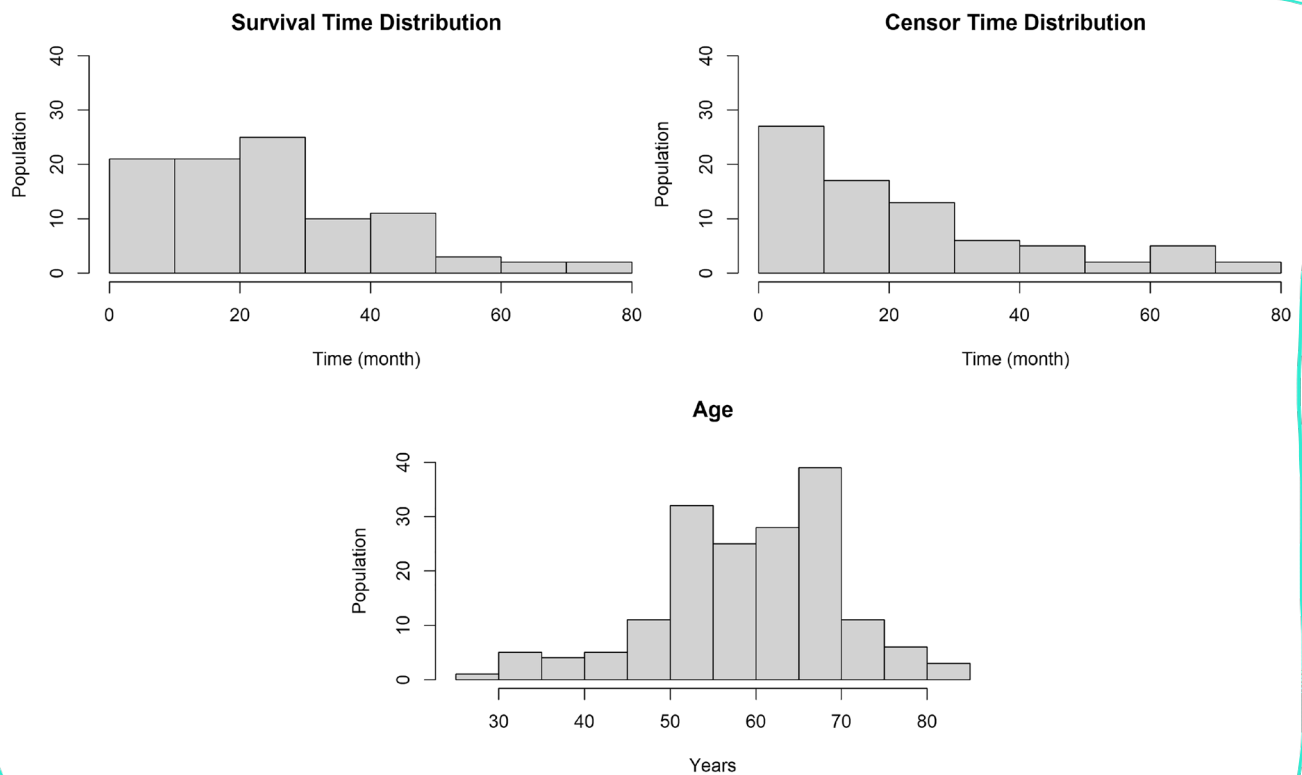 Survival Time Distribution
Population
0 10 20 30 40
0 20 40 60 80
Time (month)
Censor Time Distribution
Population
0 10 20 30 40
0 20 40 60 80
Time (month)
Age
Population
0 10 20 30 40
30 40 50 60 70 80
Years